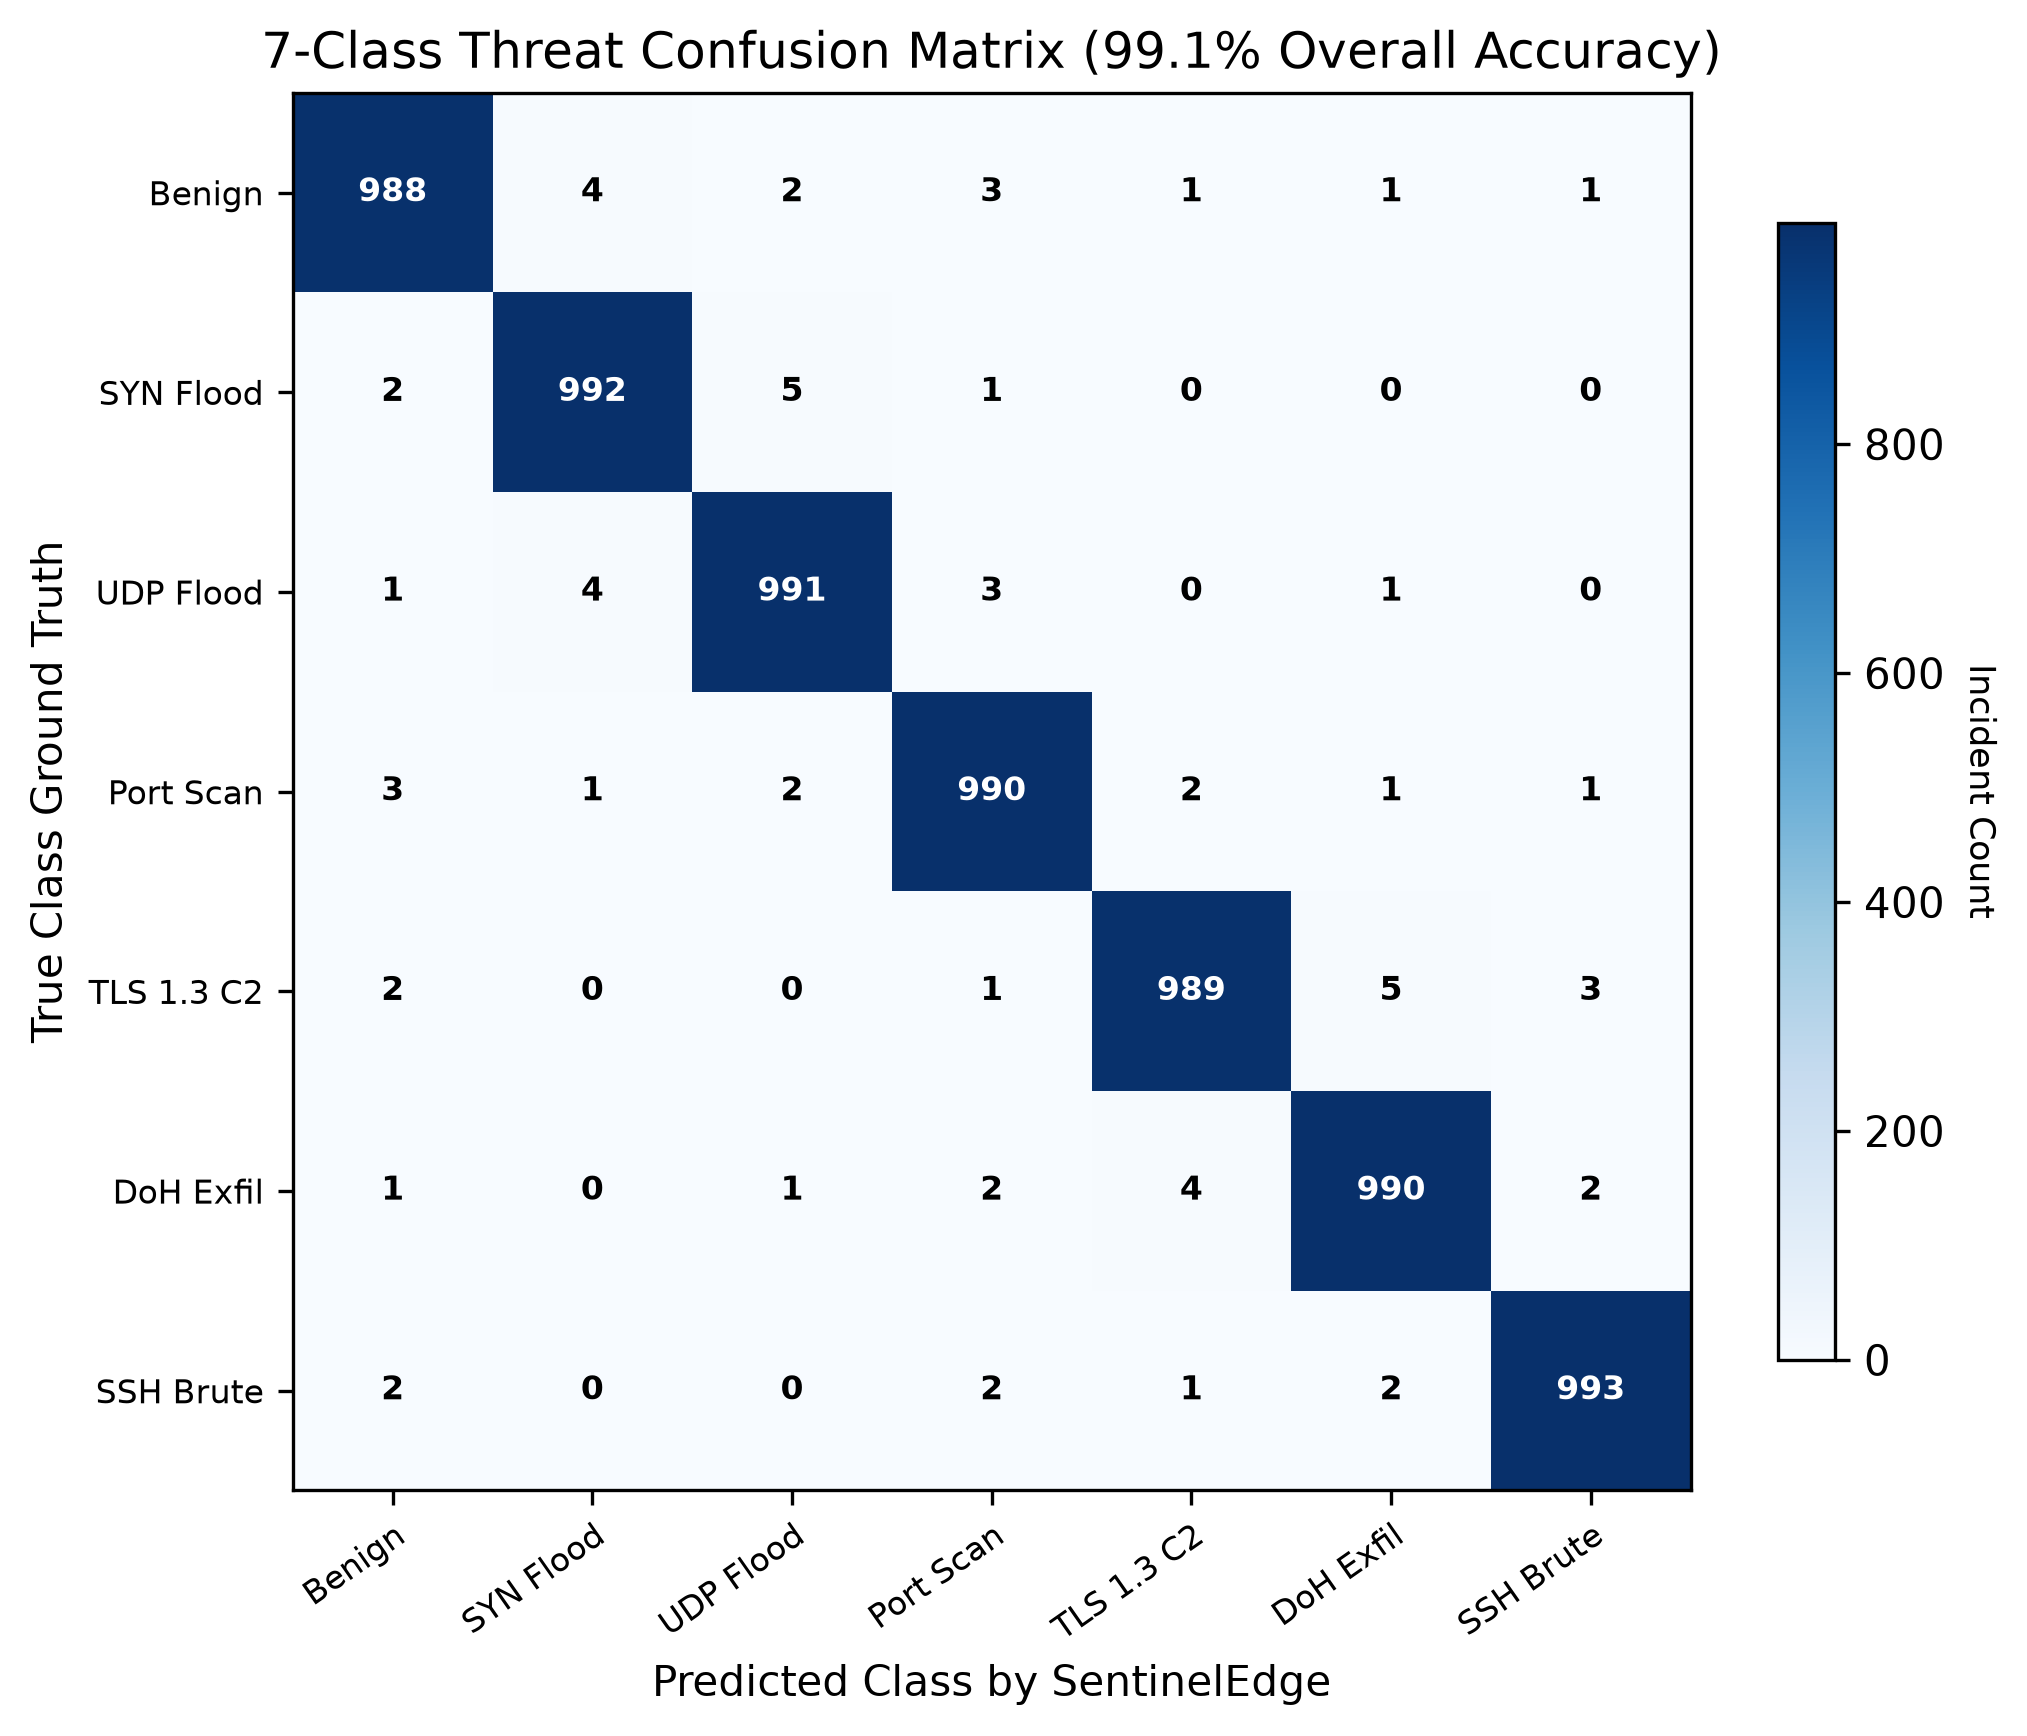 7-Class Threat Confusion Matrix (99.1% Overall Accuracy)
True Class Ground Truth
Benign 988 4 2 3 1 1 1
SYN Flood 2 992 5 1 0 0 0
UDP Flood 1 4 991 3 0 1 0
Port Scan 3 1 2 990 2 1 1
TLS 1.3 C2 2 0 0 1 989 5 3
DoH Exfil 1 0 1 2 4 990 2
SSH Brute 2 0 0 2 1 2 993
Benign SYN Flood UDP Flood Port Scan TLS 1.3 C2 DoH Exfil SSH Brute
Predicted Class by SentinelEdge
800
600
400
200
0
Incident Count